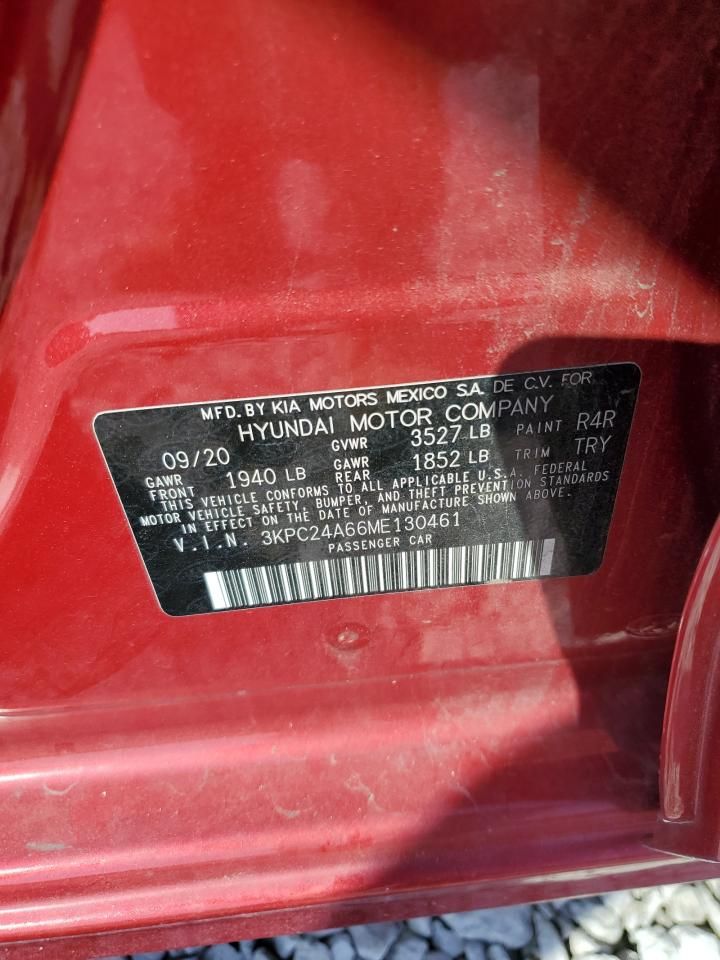 MFD. BY KIA MOTORS MEXICO S.A. DE C.V. FOR
HYUNDAI MOTOR COMPANY
09/20 GVWR 3527 LB PAINT R4R
GAWR FRONT 1940 LB GAWR REAR 1852 LB TRIM TRY
THIS VEHICLE CONFORMS TO ALL APPLICABLE U.S.A. FEDERAL
MOTOR VEHICLE SAFETY, BUMPER, AND THEFT PREVENTION STANDARDS
IN EFFECT ON THE DATE OF MANUFACTURE SHOWN ABOVE.
V.I.N. 3KPC24A66ME130461
PASSENGER CAR